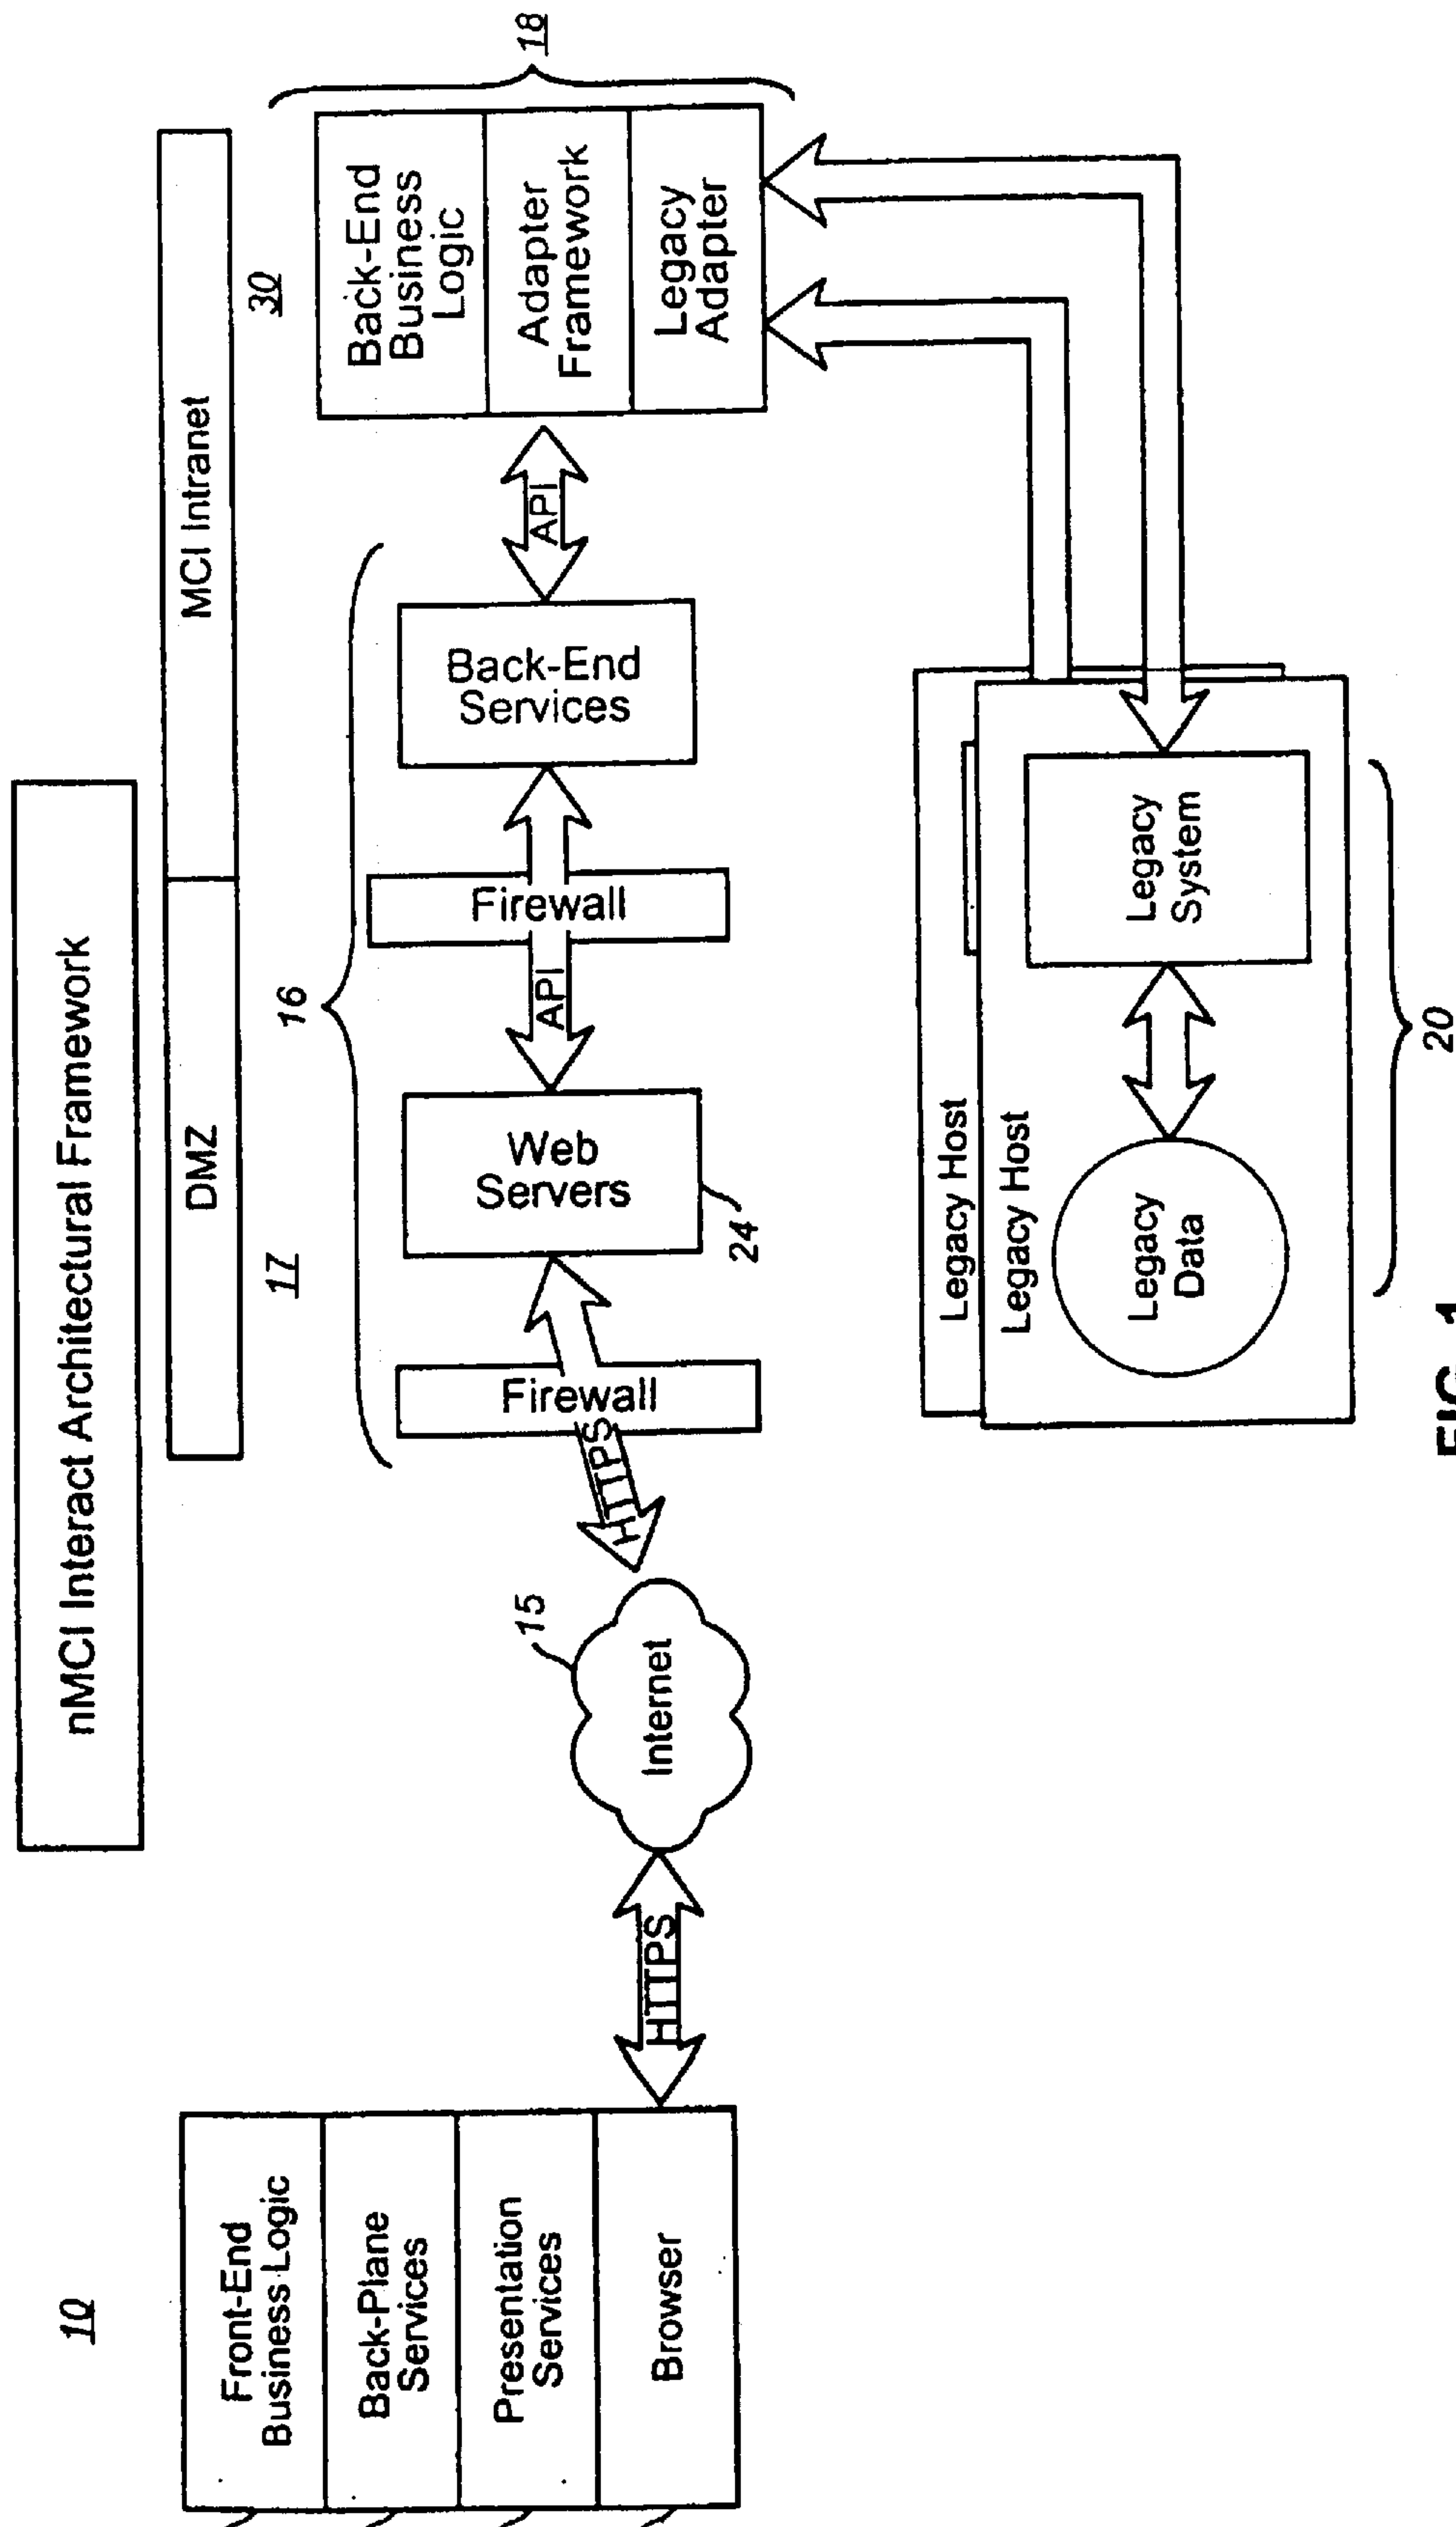 nMCI Interact Architectural Framework
DMZ
MCI Intranet
10
17
16
30
18
Front-End
Business Logic
Back-Plane
Services
Presentation
Services
Browser
HTTPS
15
Internet
HTTPS
Firewall
Web
Servers
24
API
Firewall
Back-End
Services
API
Back-End
Business
Logic
Adapter
Framework
Legacy
Adapter
Legacy Host
Legacy Host
Legacy
Data
Legacy
System
20
FIG. 1